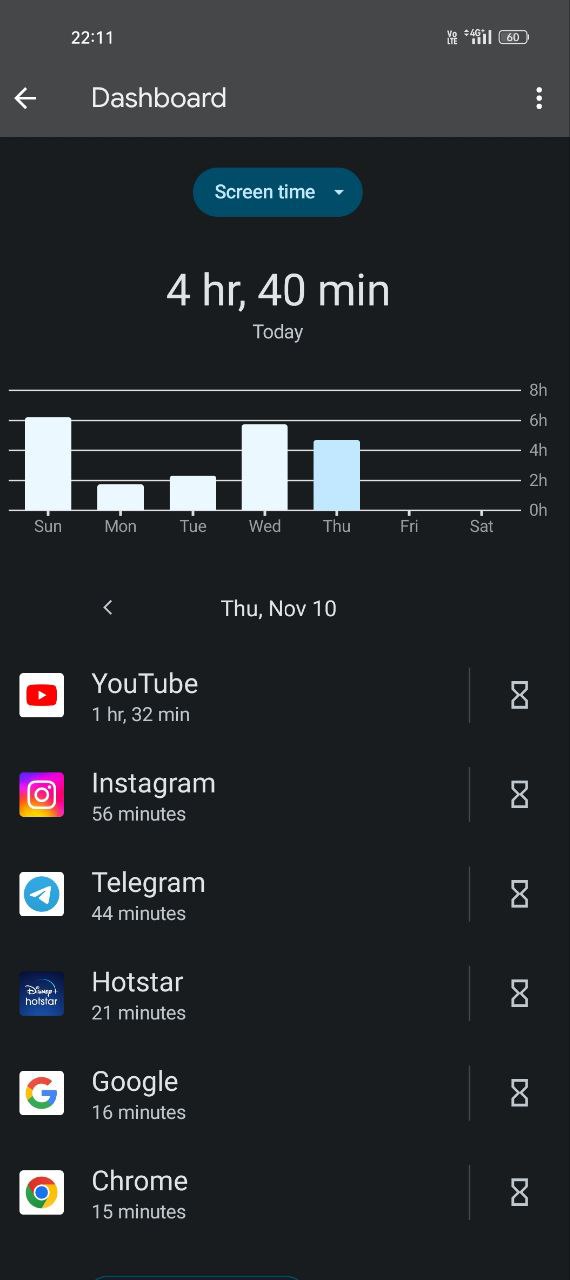 22:11
Vo LTE 4G+ 60
Dashboard
Screen time
4 hr, 40 min
Today
8h
6h
4h
2h
0h
Sun Mon Tue Wed Thu Fri Sat
Thu, Nov 10
YouTube
1 hr, 32 min
Instagram
56 minutes
Telegram
44 minutes
Disney+
hotstar
Hotstar
21 minutes
Google
16 minutes
Chrome
15 minutes